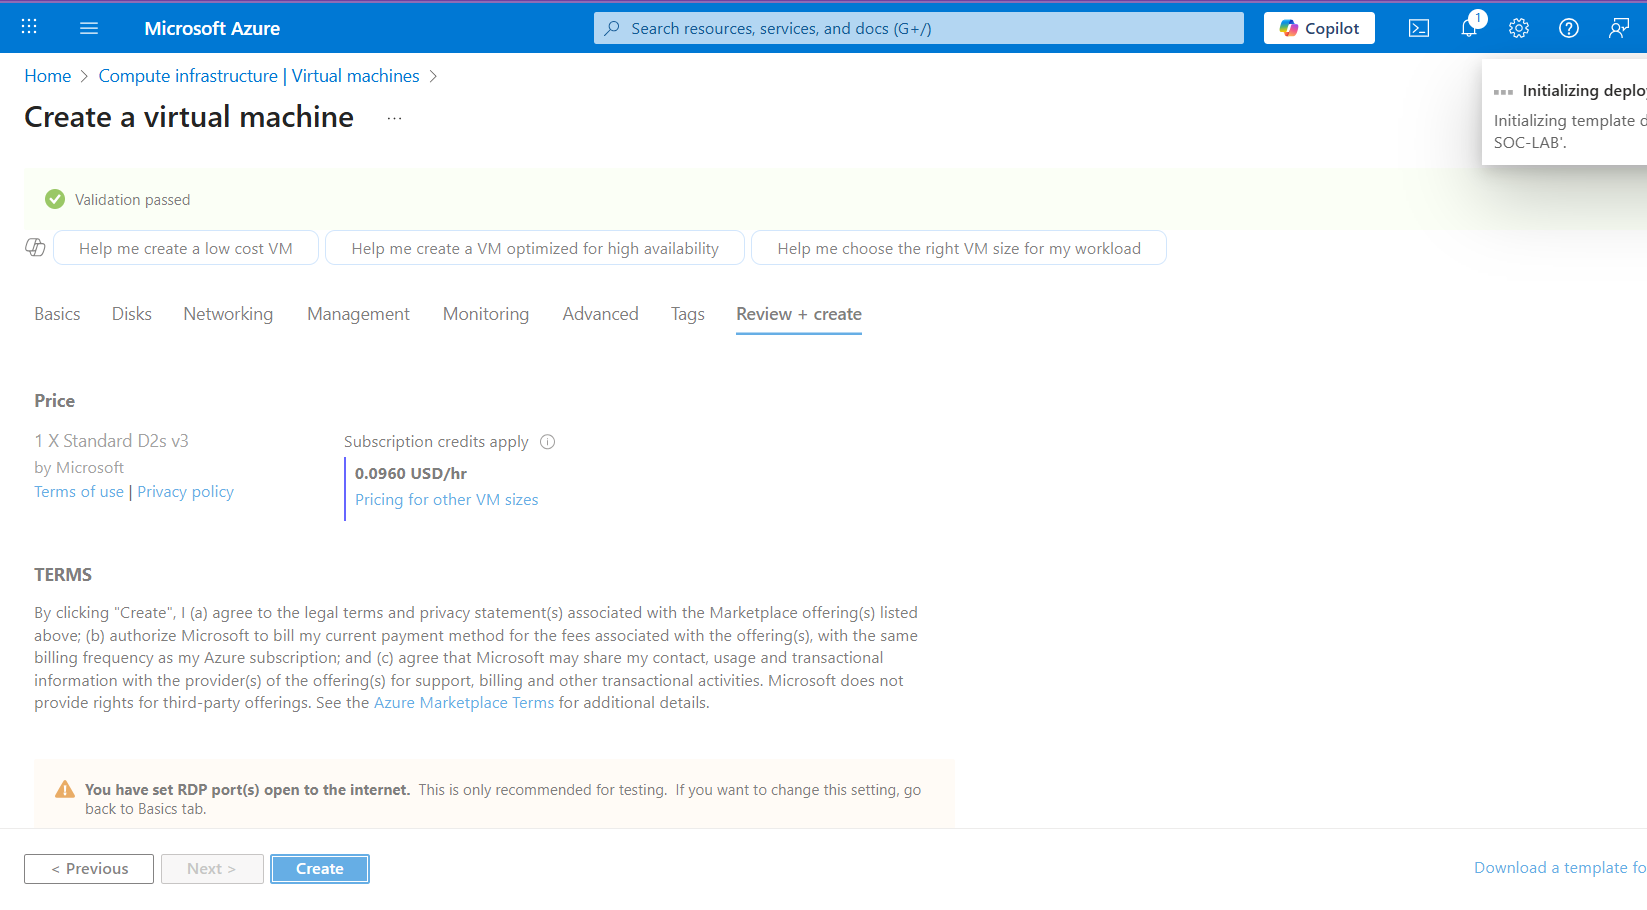 Microsoft Azure
Search resources, services, and docs (G+/)
Copilot
1
Home > Compute infrastructure | Virtual machines >
Create a virtual machine ...
Initializing deplo
Initializing template d
SOC-LAB'.
Validation passed
Help me create a low cost VM
Help me create a VM optimized for high availability
Help me choose the right VM size for my workload
Basics Disks Networking Management Monitoring Advanced Tags Review + create
Price
1 X Standard D2s v3
by Microsoft
Terms of use | Privacy policy
Subscription credits apply
0.0960 USD/hr
Pricing for other VM sizes
TERMS
By clicking "Create", I (a) agree to the legal terms and privacy statement(s) associated with the Marketplace offering(s) listed
above; (b) authorize Microsoft to bill my current payment method for the fees associated with the offering(s), with the same
billing frequency as my Azure subscription; and (c) agree that Microsoft may share my contact, usage and transactional
information with the provider(s) of the offering(s) for support, billing and other transactional activities. Microsoft does not
provide rights for third-party offerings. See the Azure Marketplace Terms for additional details.
You have set RDP port(s) open to the internet. This is only recommended for testing. If you want to change this setting, go
back to Basics tab.
< Previous
Next >
Create
Download a template fo